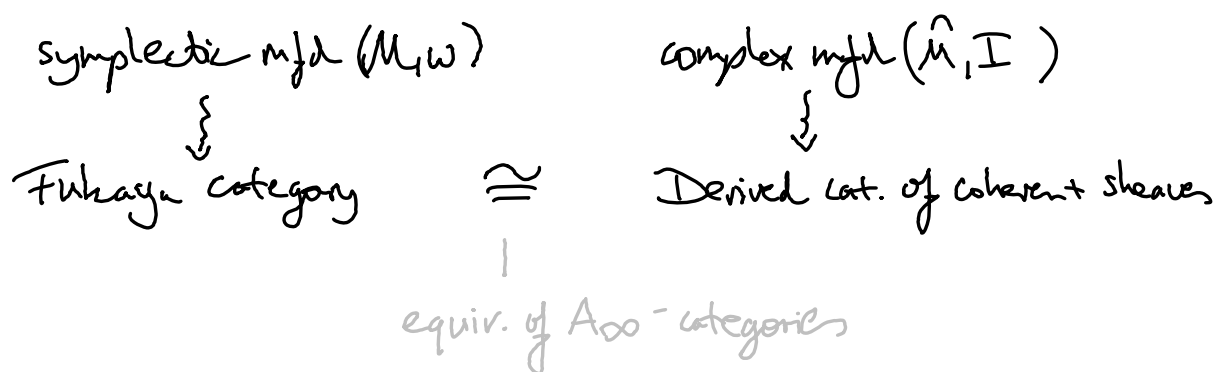 symplectic mfd (M, ω) complex mfd (M̂, I)
Fukaya category ≅ Derived cat. of coherent sheaves
equiv. of A∞-categories